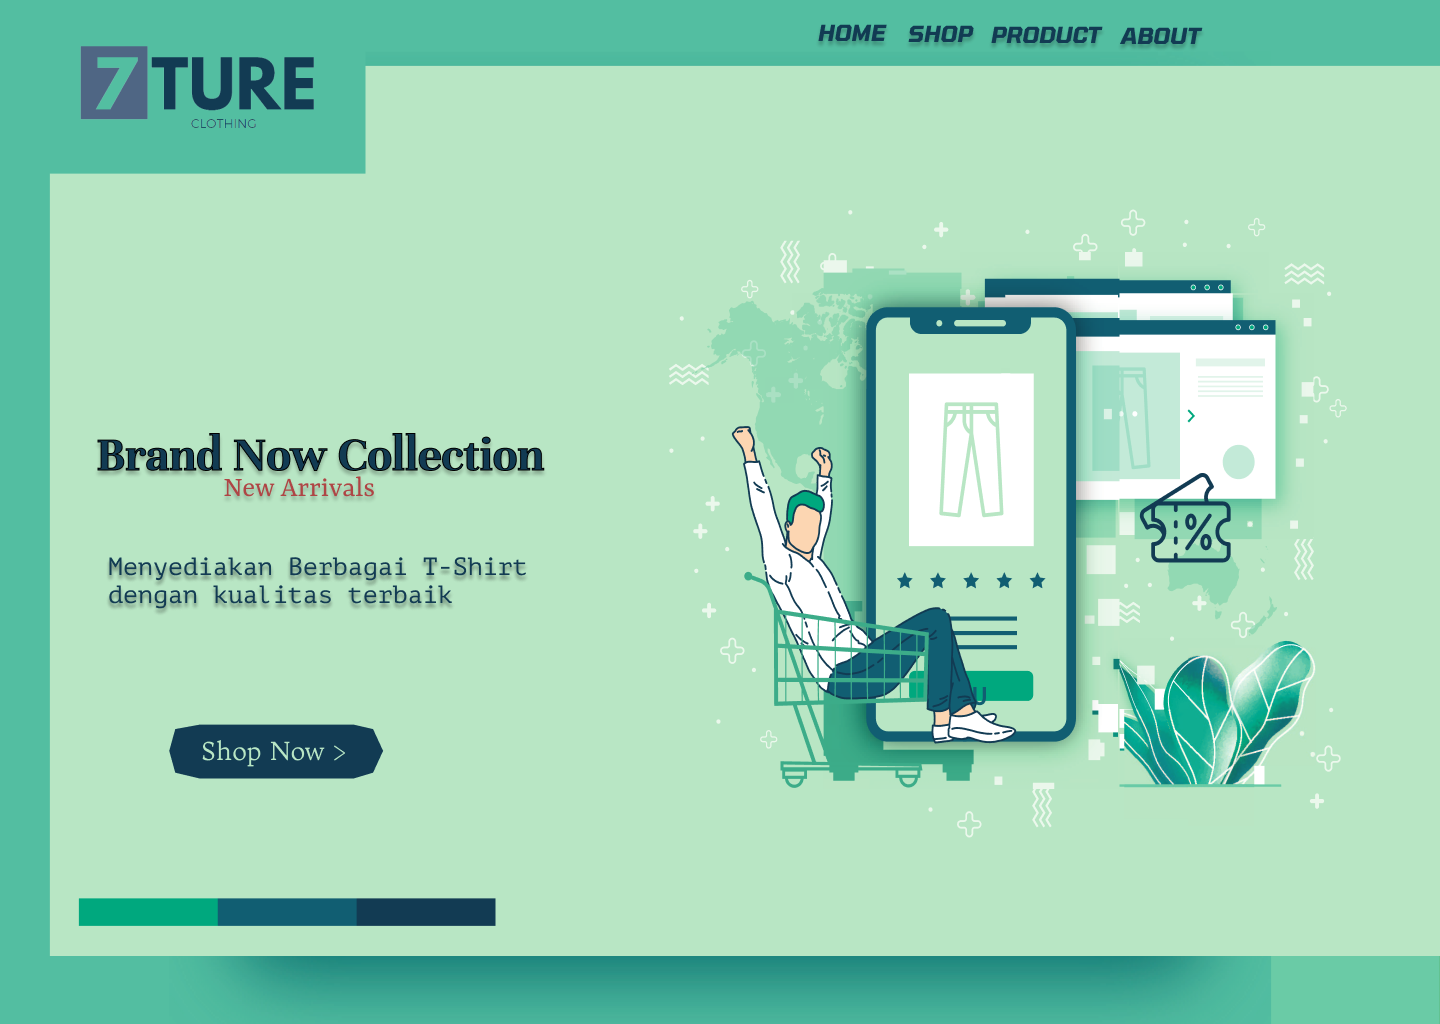 HOME SHOP PRODUCT ABOUT
7TURE
CLOTHING
Brand Now Collection
New Arrivals
Menyediakan Berbagai T-Shirt
dengan kualitas terbaik
Shop Now >
%
U